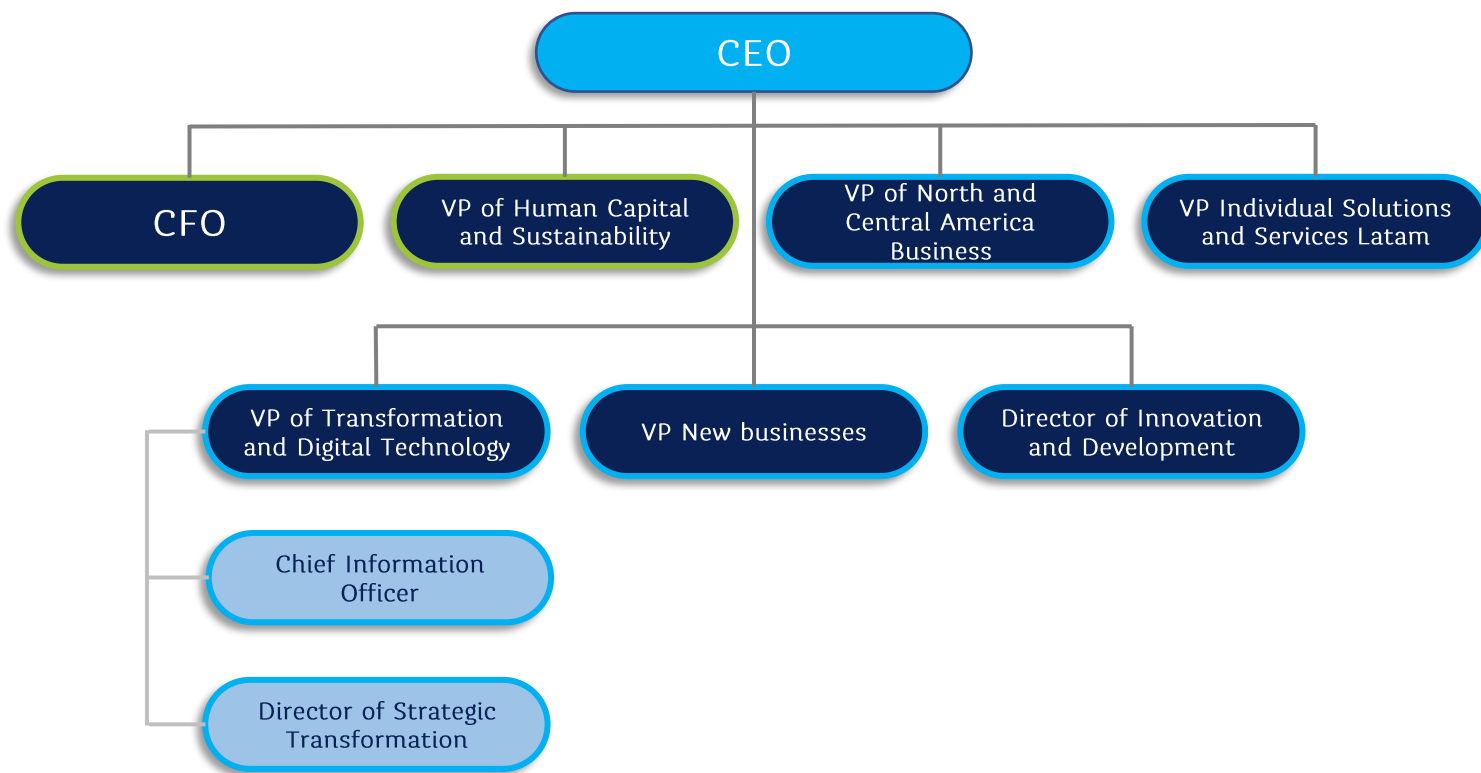 CEO
CFO
VP of Human Capital
and Sustainability
VP of North and
Central America
Business
VP Individual Solutions
and Services Latam
VP of Transformation
and Digital Technology
VP New businesses
Director of Innovation
and Development
Chief Information
Officer
Director of Strategic
Transformation